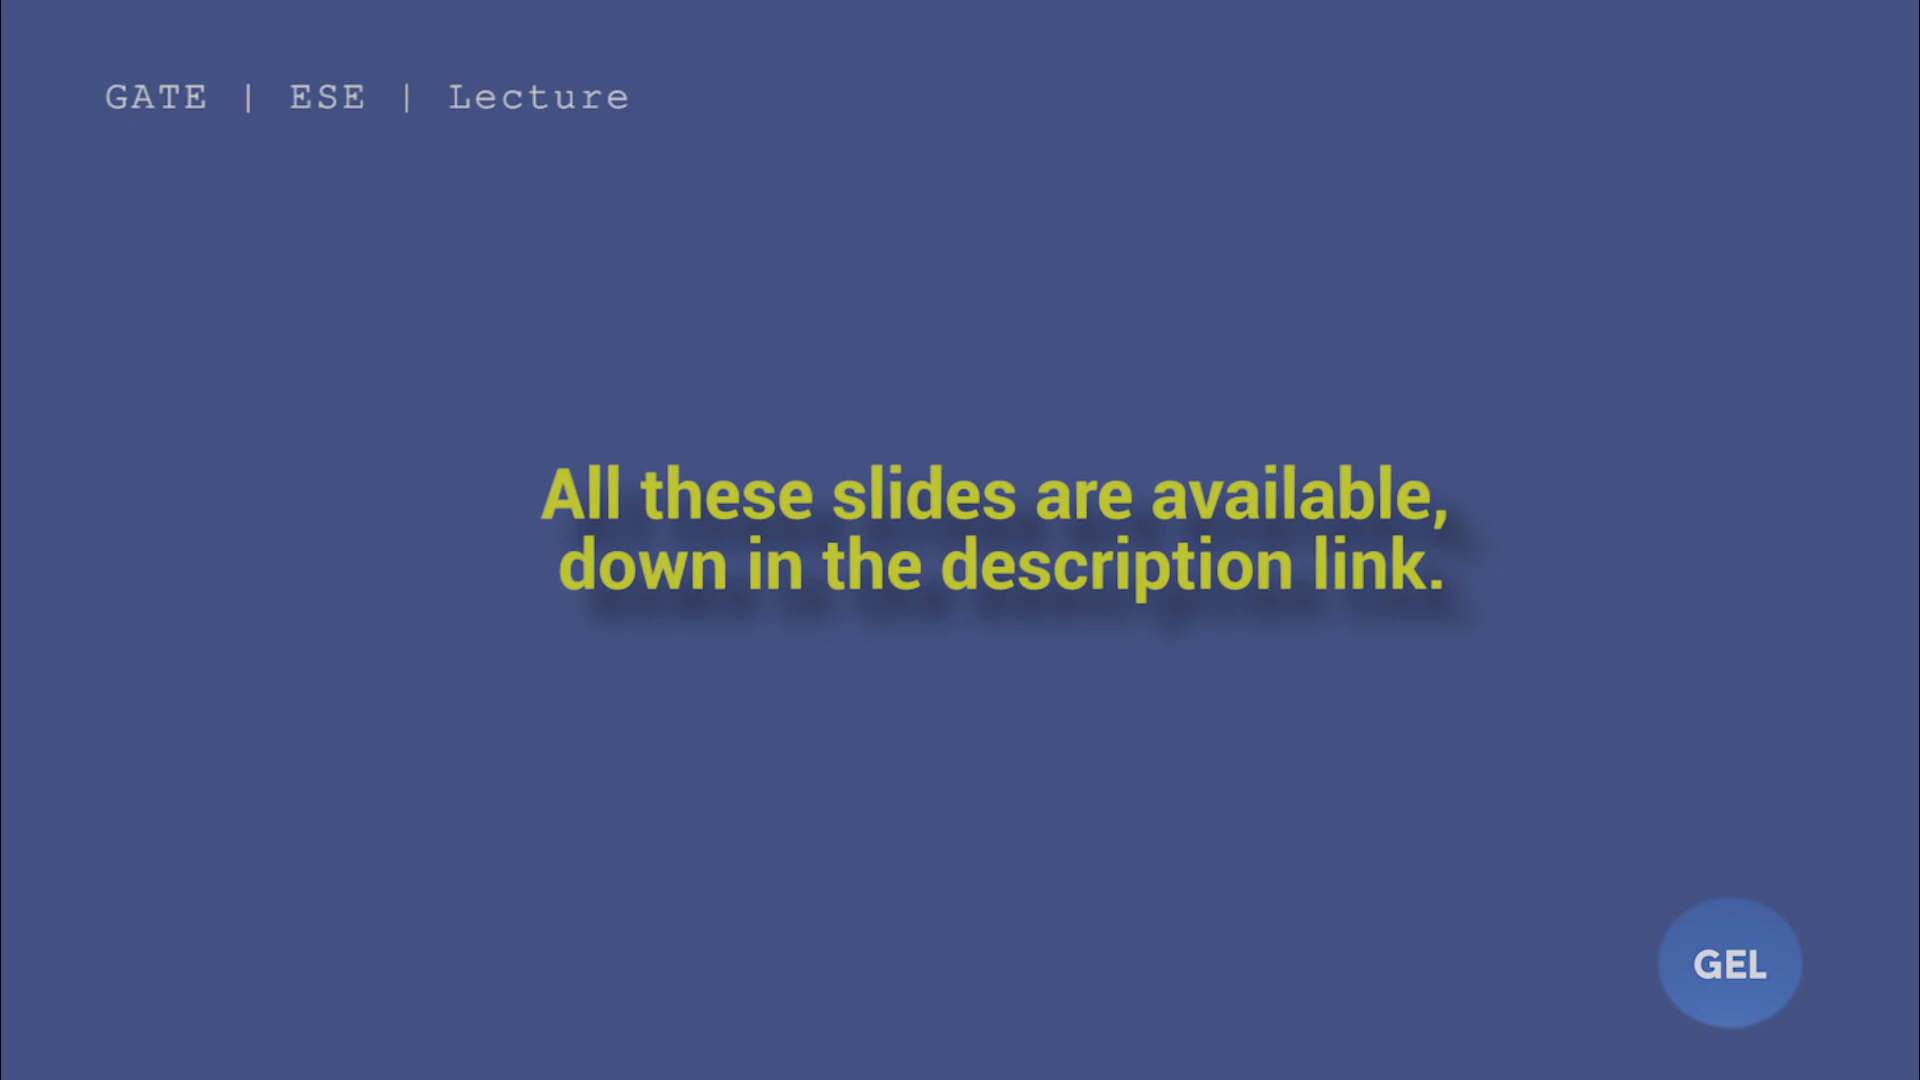 GATE | ESE | Lecture
All these slides are available,
down in the description link.
GEL